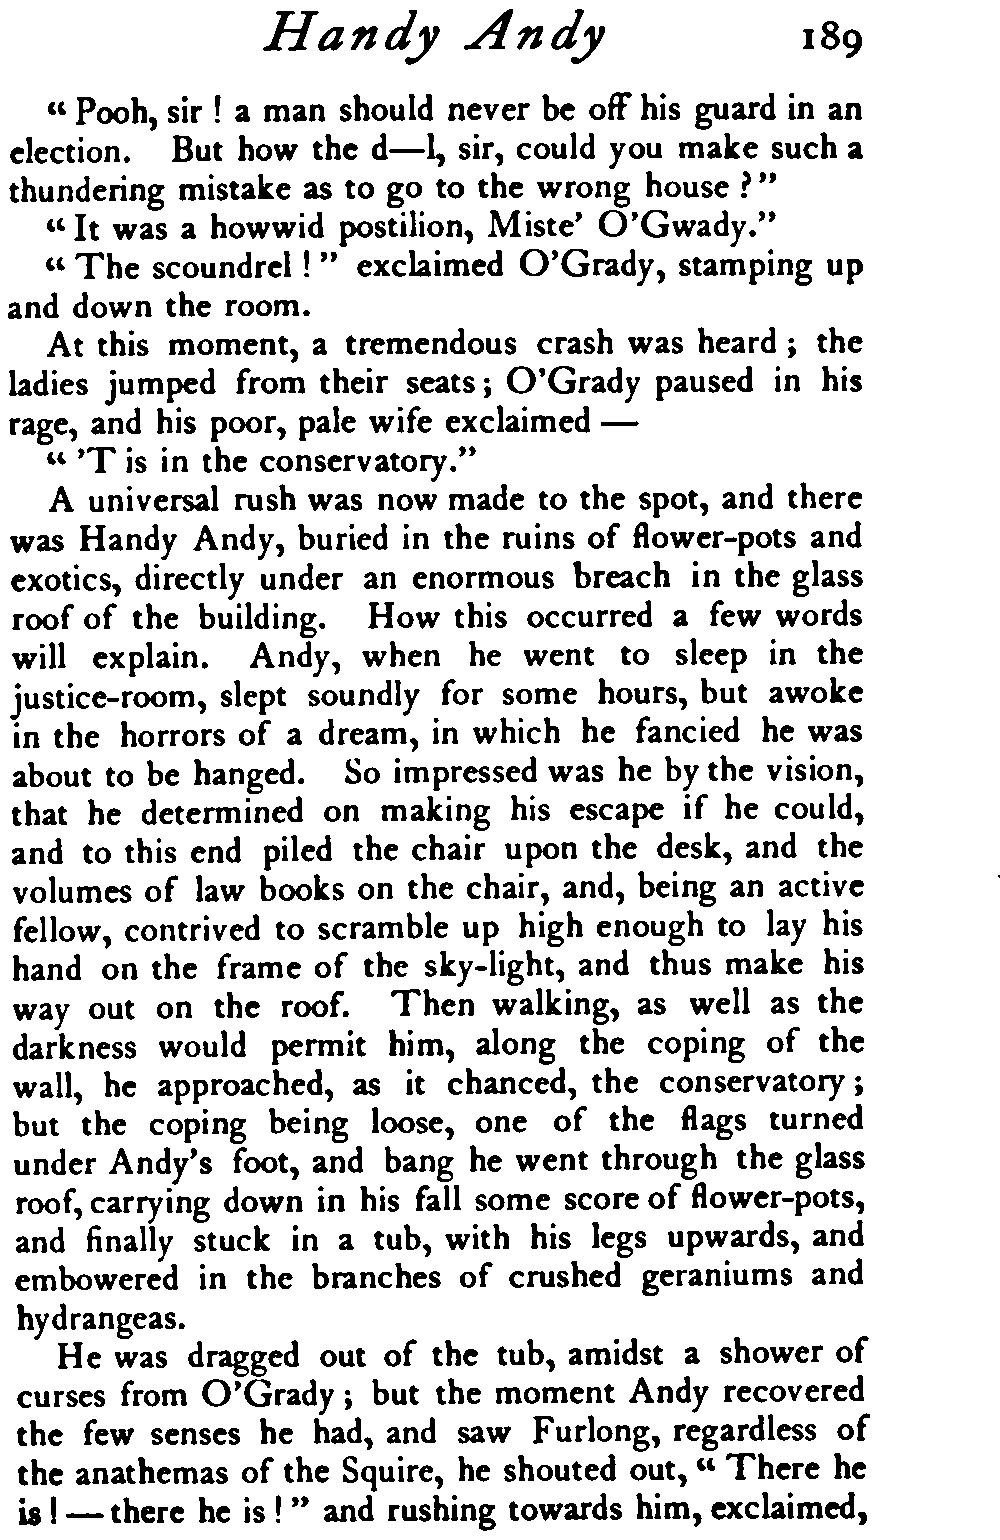 Handy Andy 189
“Pooh, sir! a man should never be off his guard in an
election. But how the d—l, sir, could you make such a
thundering mistake as to go to the wrong house?”
“It was a howwid postilion, Miste’ O’Gwady.”
“The scoundrel!” exclaimed O’Grady, stamping up
and down the room.
At this moment, a tremendous crash was heard; the
ladies jumped from their seats; O’Grady paused in his
rage, and his poor, pale wife exclaimed —
“’T is in the conservatory.”
A universal rush was now made to the spot, and there
was Handy Andy, buried in the ruins of flower-pots and
exotics, directly under an enormous breach in the glass
roof of the building. How this occurred a few words
will explain. Andy, when he went to sleep in the
justice-room, slept soundly for some hours, but awoke
in the horrors of a dream, in which he fancied he was
about to be hanged. So impressed was he by the vision,
that he determined on making his escape if he could,
and to this end piled the chair upon the desk, and the
volumes of law books on the chair, and, being an active
fellow, contrived to scramble up high enough to lay his
hand on the frame of the sky-light, and thus make his
way out on the roof. Then walking, as well as the
darkness would permit him, along the coping of the
wall, he approached, as it chanced, the conservatory;
but the coping being loose, one of the flags turned
under Andy’s foot, and bang he went through the glass
roof, carrying down in his fall some score of flower-pots,
and finally stuck in a tub, with his legs upwards, and
embowered in the branches of crushed geraniums and
hydrangeas.
He was dragged out of the tub, amidst a shower of
curses from O’Grady; but the moment Andy recovered
the few senses he had, and saw Furlong, regardless of
the anathemas of the Squire, he shouted out, “There he
is!—there he is!” and rushing towards him, exclaimed,